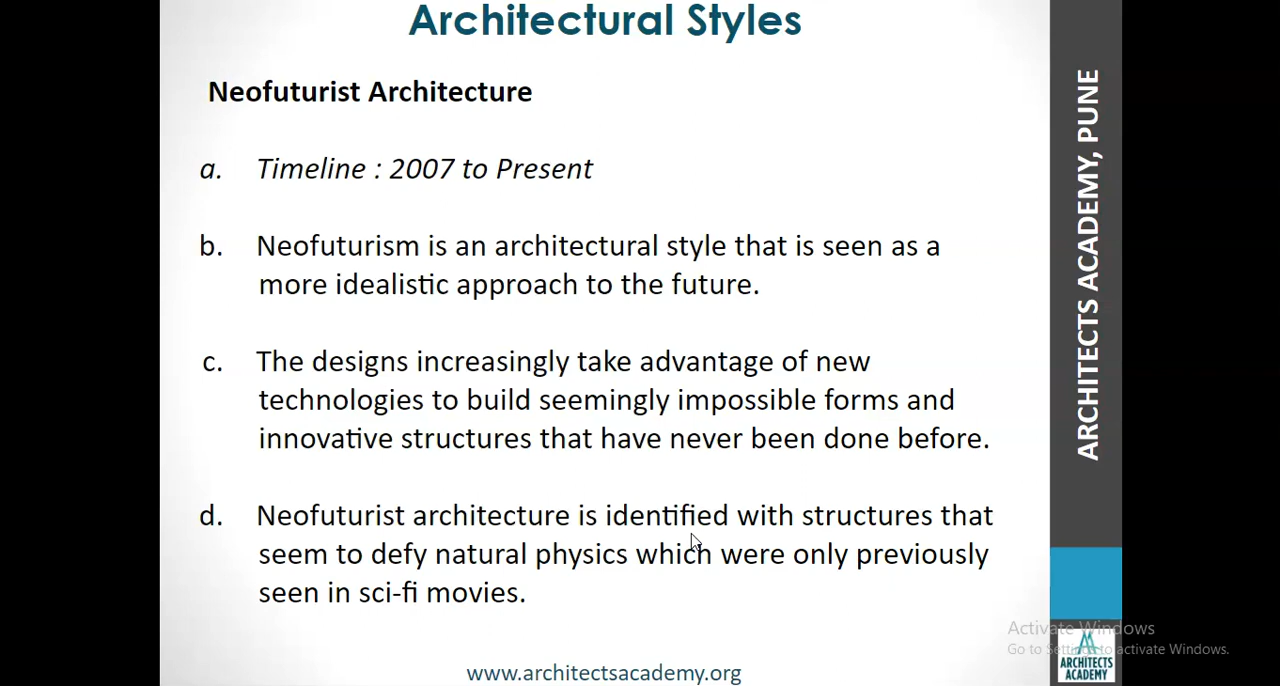 Architectural Styles
Neofuturist Architecture
a. Timeline : 2007 to Present
b. Neofuturism is an architectural style that is seen as a
more idealistic approach to the future.
c. The designs increasingly take advantage of new
technologies to build seemingly impossible forms and
innovative structures that have never been done before.
d. Neofuturist architecture is identified with structures that
seem to defy natural physics which were only previously
seen in sci-fi movies.
www.architectsacademy.org
ARCHITECTS ACADEMY, PUNE
Activate Windows
Go to Settings to activate Windows.
ARCHITECTS
ACADEMY